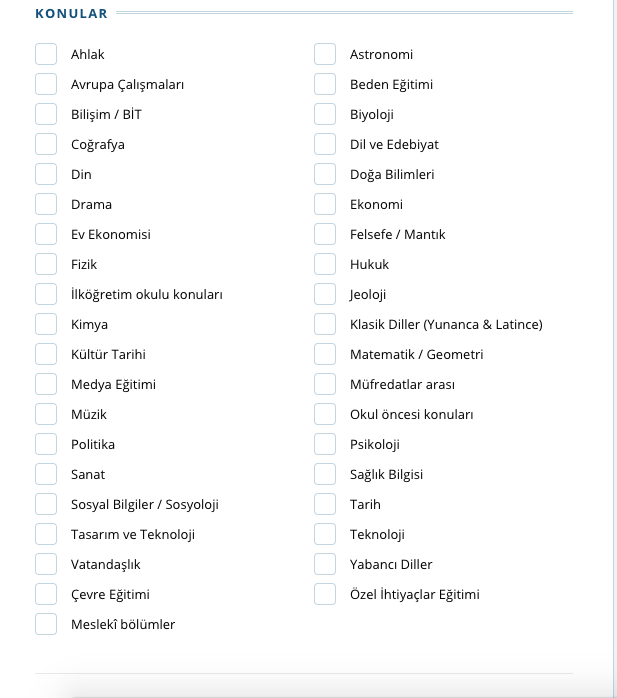 KONULAR
Ahlak
Astronomi
Avrupa Çalışmaları
Beden Eğitimi
Bilişim / BİT
Biyoloji
Coğrafya
Dil ve Edebiyat
Din
Doğa Bilimleri
Drama
Ekonomi
Ev Ekonomisi
Felsefe / Mantık
Fizik
Hukuk
İlköğretim okulu konuları
Jeoloji
Kimya
Klasik Diller (Yunanca & Latince)
Kültür Tarihi
Matematik / Geometri
Medya Eğitimi
Müfredatlar arası
Müzik
Okul öncesi konuları
Politika
Psikoloji
Sanat
Sağlık Bilgisi
Sosyal Bilgiler / Sosyoloji
Tarih
Tasarım ve Teknoloji
Teknoloji
Vatandaşlık
Yabancı Diller
Çevre Eğitimi
Özel İhtiyaçlar Eğitimi
Meslekî bölümler